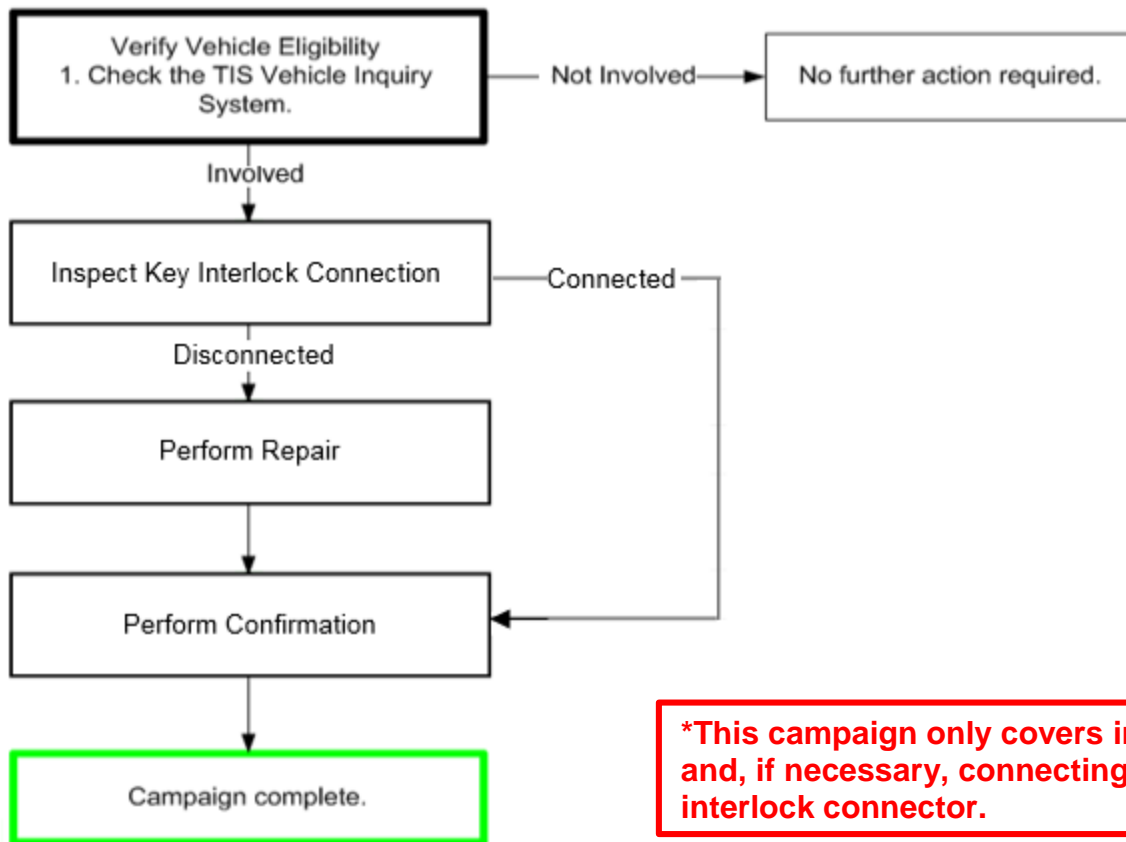 Verify Vehicle Eligibility
1. Check the TIS Vehicle Inquiry
System.
Not Involved
No further action required.
Involved
Inspect Key Interlock Connection
Connected
Disconnected
Perform Repair
Perform Confirmation
*This campaign only covers
and, if necessary, connecting
interlock connector.
Campaign complete.